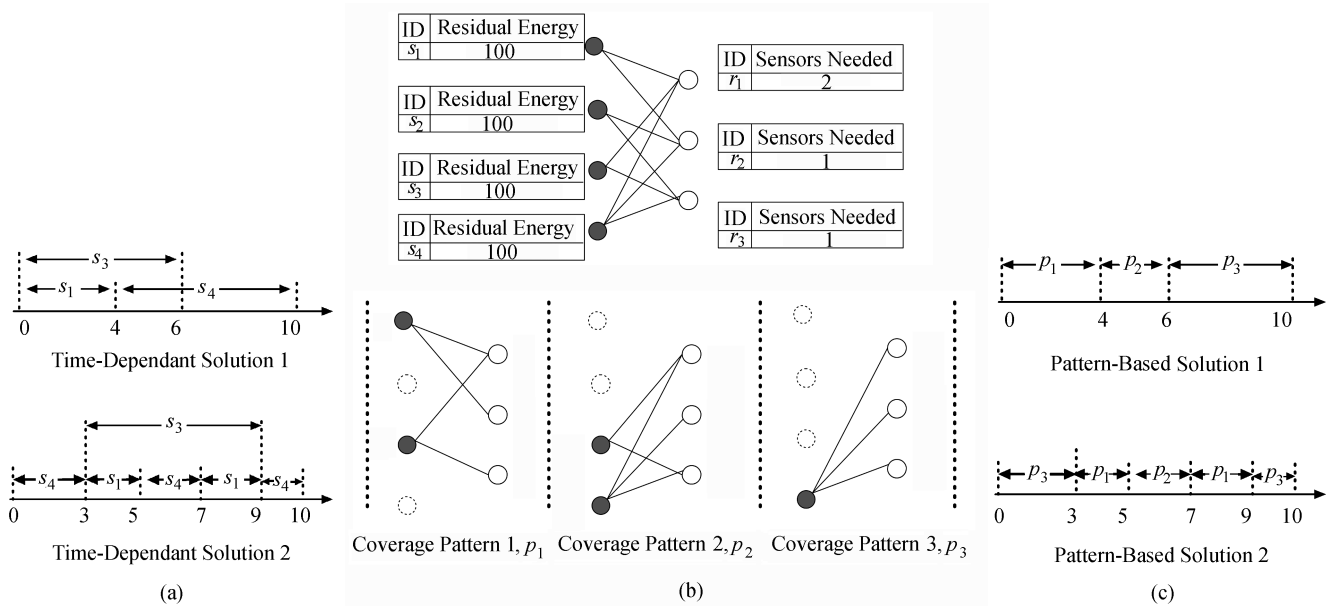 s3
s1
s4
0
4
6
10
Time-Dependant Solution 1
s3
s4
s1
s4
s1
s4
0
3
5
7
9
10
Time-Dependant Solution 2
(a)
ID Residual Energy
s1 100
ID Residual Energy
s2 100
ID Residual Energy
s3 100
ID Residual Energy
s4 100
ID Sensors Needed
r1 2
ID Sensors Needed
r2 1
ID Sensors Needed
r3 1
Coverage Pattern 1, p1
Coverage Pattern 2, p2
Coverage Pattern 3, p3
(b)
p1
p2
p3
0
4
6
10
Pattern-Based Solution 1
p3
p1
p2
p1
p3
0
3
5
7
9
10
Pattern-Based Solution 2
(c)